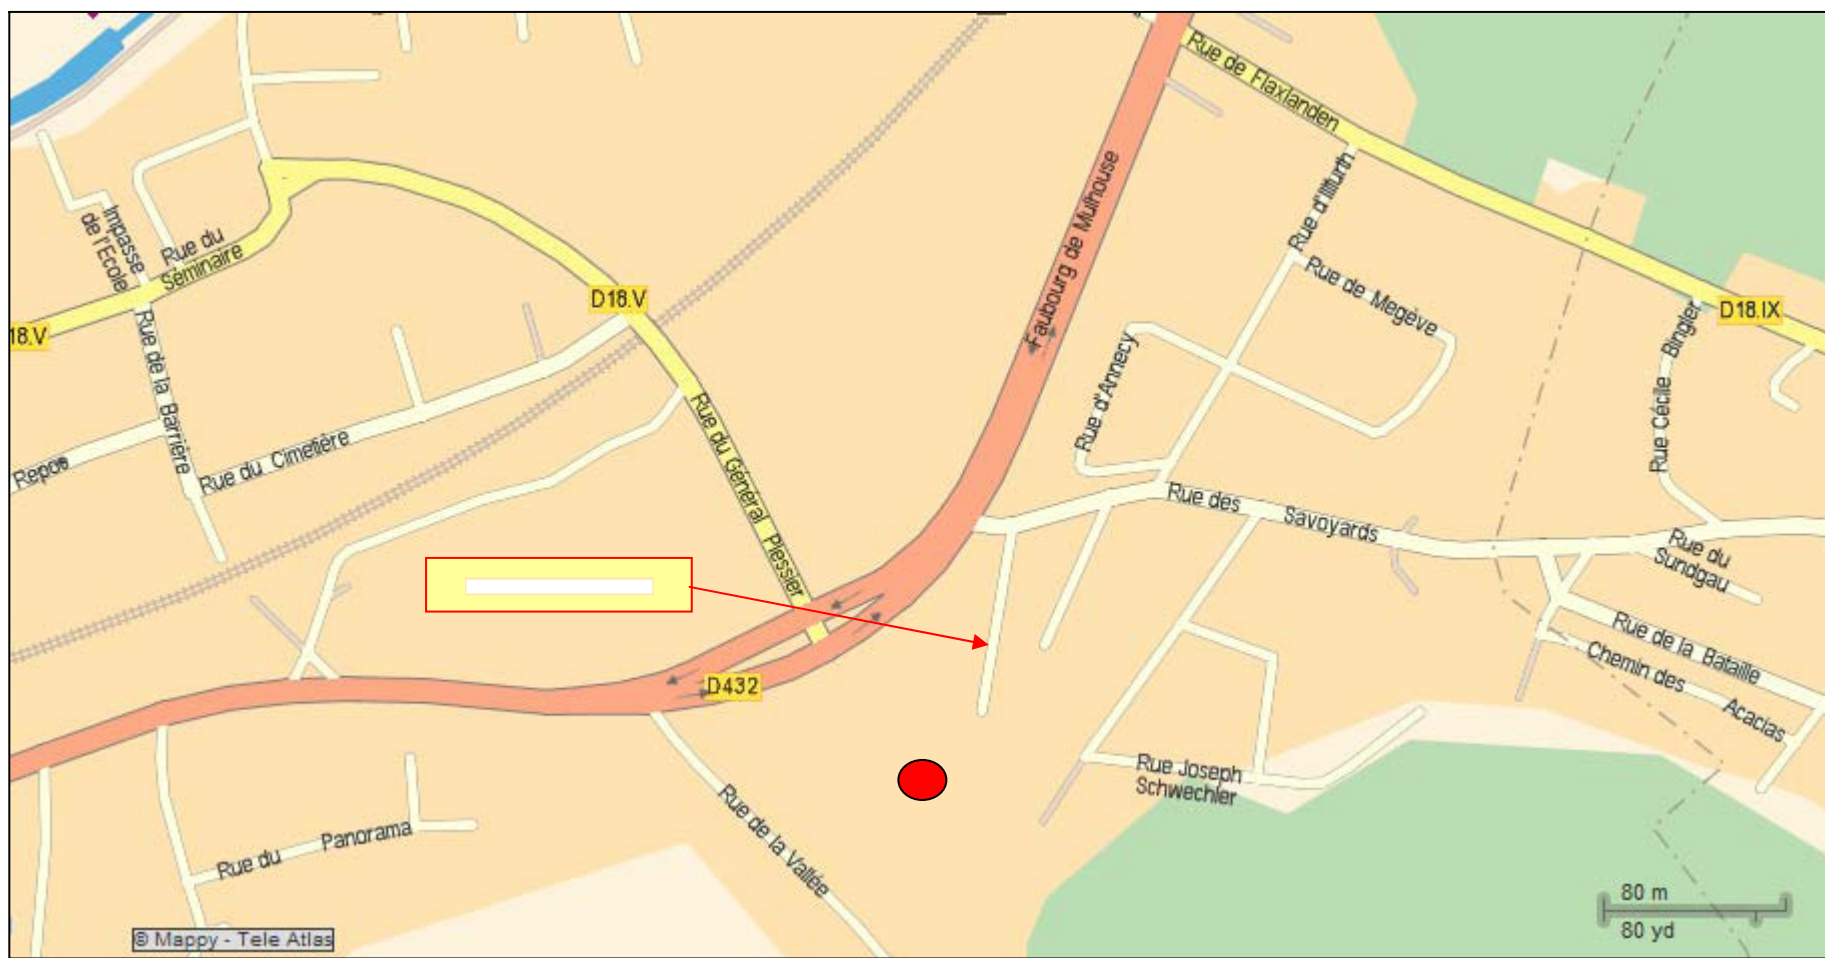 Rue de Flaxlanden
Faubourg de Mulhouse
Rue d'Illfurth
Impasse
de l'Ecole
Rue du
Séminaire
D18.V
Rue de Megève
D18.IX
18.V
Rue de la Barrière
Rue d'Annecy
Rue Cécile Bingler
Rue du Général Plessier
Repos
Rue du Cimetière
Rue des Savoyards
Rue du
Sundgau
Rue de la Bataille
Chemin des Acacias
D432
Rue Joseph
Schwechler
Rue de la Vallée
Rue du Panorama
80 m
80 yd
© Mappy - Tele Atlas